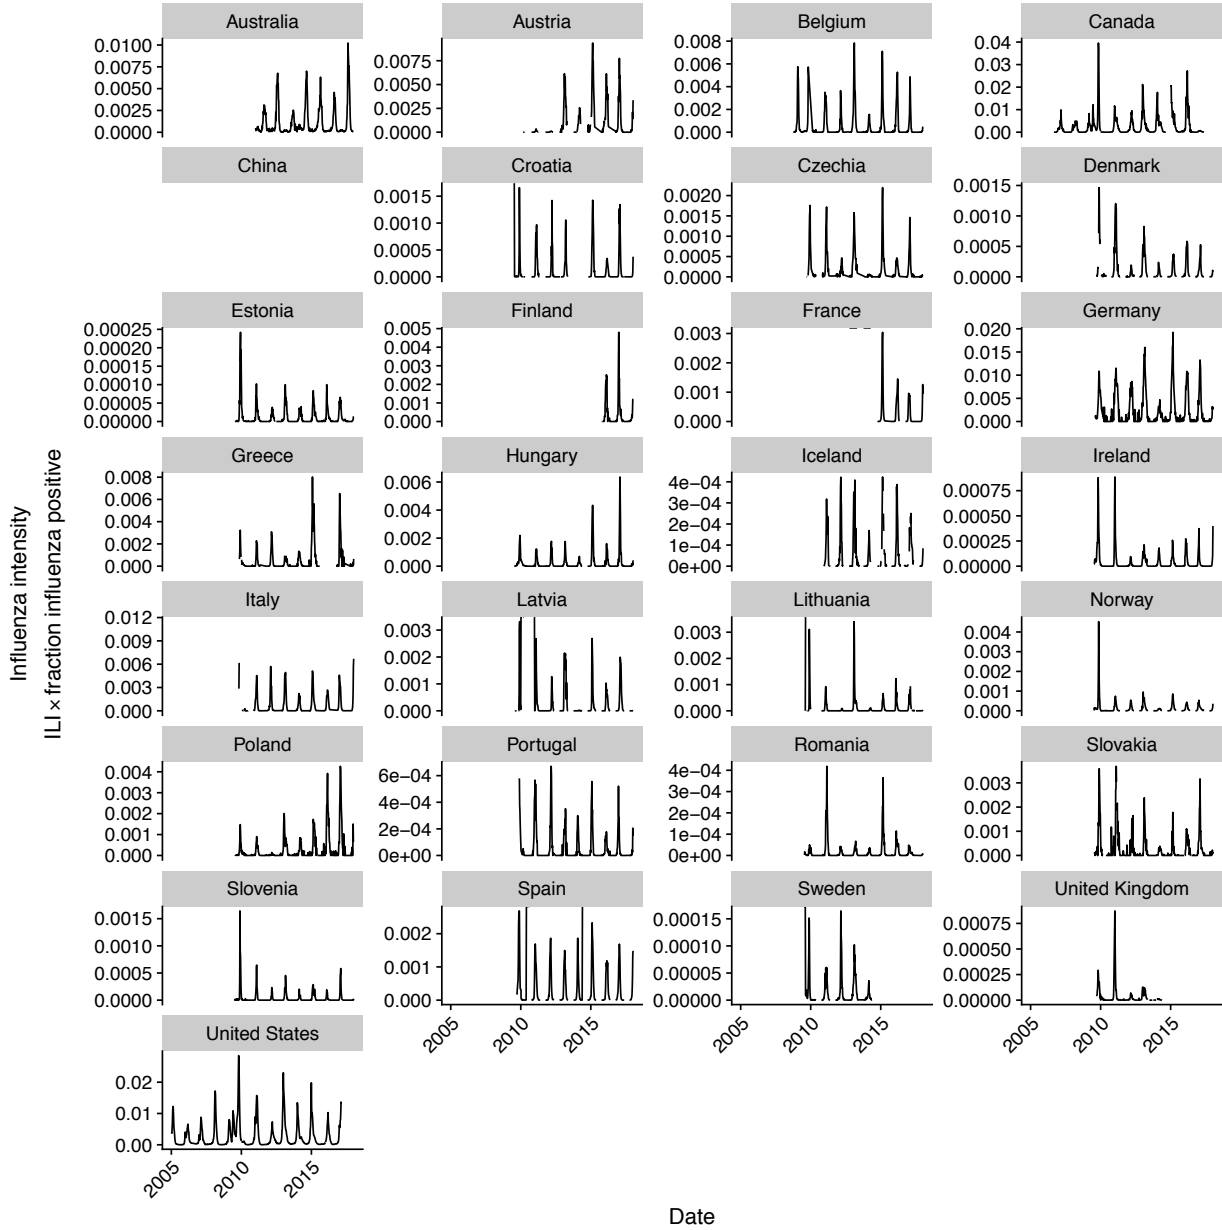 Australia Austria Belgium Canada
0.0100 0.0075 0.0050 0.0025 0.0000
0.0075 0.0050 0.0025 0.0000
0.008 0.006 0.004 0.002 0.000
0.04 0.03 0.02 0.01 0.00
China Croatia Czechia Denmark
0.0015 0.0010 0.0005 0.0000
0.0020 0.0015 0.0010 0.0005 0.0000
0.0015 0.0010 0.0005 0.0000
Estonia Finland France Germany
0.00025 0.00020 0.00015 0.00010 0.00005 0.00000
0.005 0.004 0.003 0.002 0.001 0.000
0.003 0.002 0.001 0.000
0.020 0.015 0.010 0.005 0.000
Greece Hungary Iceland Ireland
0.008 0.006 0.004 0.002 0.000
0.006 0.004 0.002 0.000
4e−04 3e−04 2e−04 1e−04 0e+00
0.00075 0.00050 0.00025 0.00000
Influenza intensity
ILI × fraction influenza positive
Italy Latvia Lithuania Norway
0.012 0.009 0.006 0.003 0.000
0.003 0.002 0.001 0.000
0.003 0.002 0.001 0.000
0.004 0.003 0.002 0.001 0.000
Poland Portugal Romania Slovakia
0.004 0.003 0.002 0.001 0.000
6e−04 4e−04 2e−04 0e+00
4e−04 3e−04 2e−04 1e−04 0e+00
0.003 0.002 0.001 0.000
Slovenia Spain Sweden United Kingdom
0.0015 0.0010 0.0005 0.0000
0.002 0.001 0.000
0.00015 0.00010 0.00005 0.00000
0.00075 0.00050 0.00025 0.00000
2005 2010 2015 2005 2010 2015 2005 2010 2015
United States
0.02 0.01 0.00
2005 2010 2015
Date